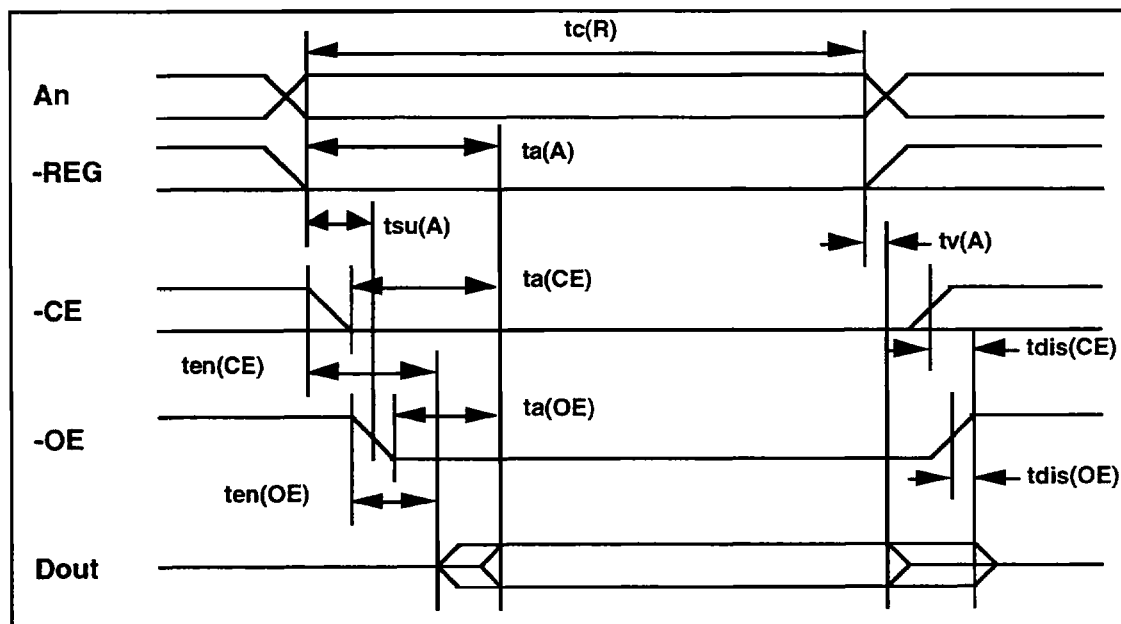 tc(R)
An
ta(A)
-REG
tsu(A)
tv(A)
ta(CE)
-CE
ten(CE)
tdis(CE)
ta(OE)
-OE
ten(OE)
tdis(OE)
Dout